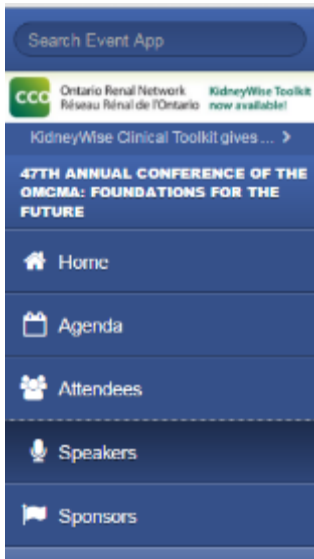 Search Event App
CCO Ontario Renal Network KidneyWise Toolkit
Réseau Rénal de l'Ontario now available!
KidneyWise Clinical Toolkit gives ... >
47TH ANNUAL CONFERENCE OF THE
OMCMA: FOUNDATIONS FOR THE
FUTURE
Home
Agenda
Attendees
Speakers
Sponsors